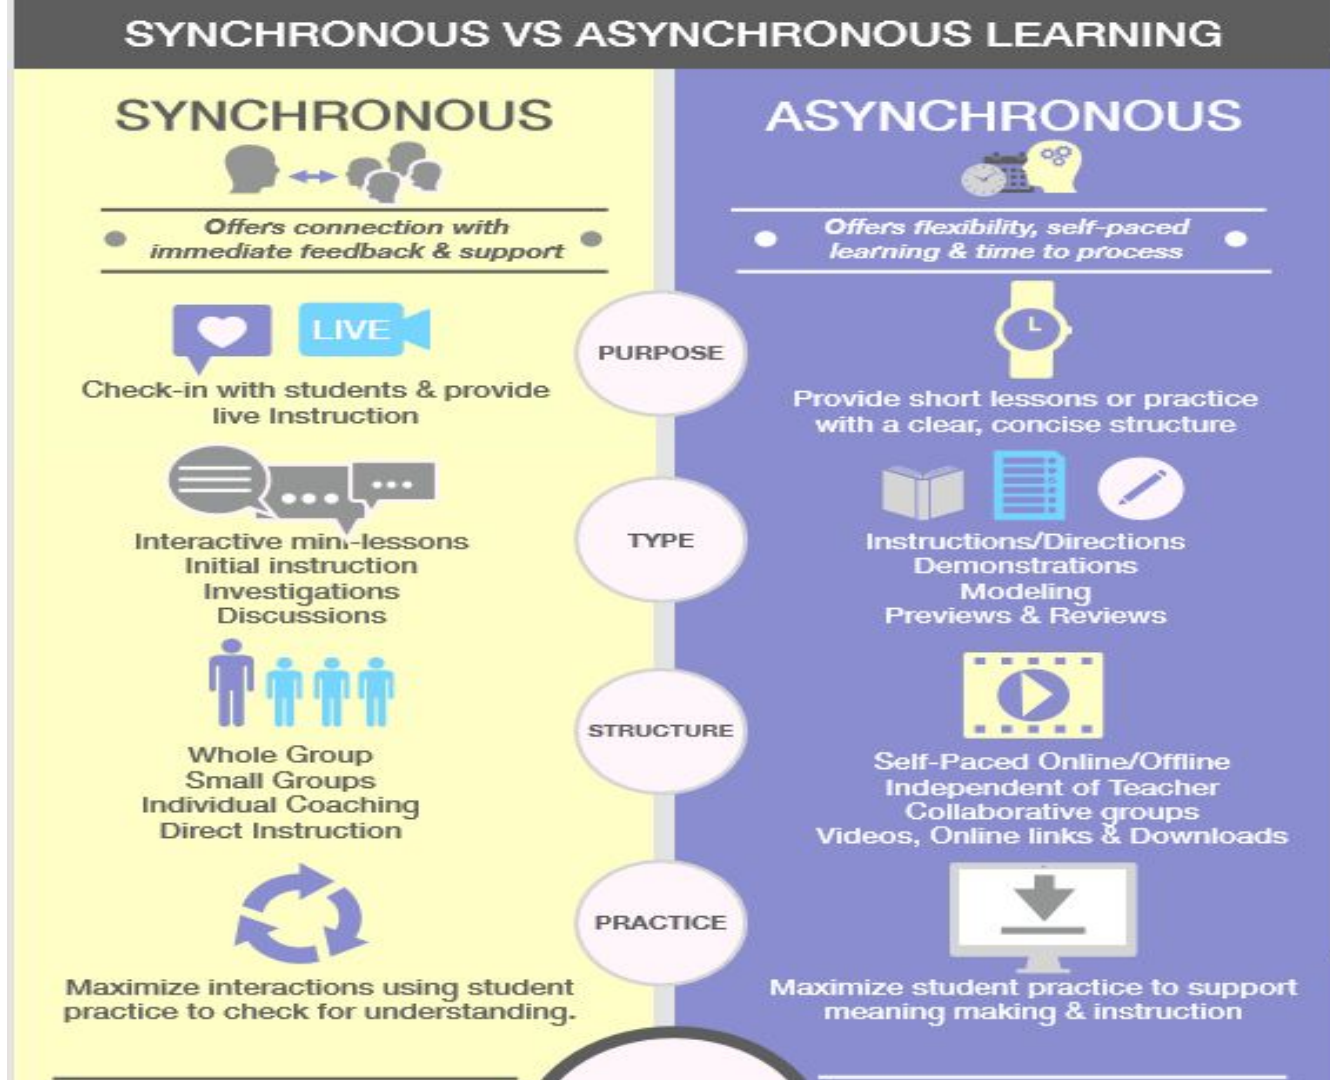 SYNCHRONOUS VS ASYNCHRONOUS LEARNING
SYNCHRONOUS
Offers connection with
immediate feedback & support
ASYNCHRONOUS
Offers flexibility, self-paced
learning & time to process
PURPOSE
LIVE
Check-in with students & provide
live Instruction
Provide short lessons or practice
with a clear, concise structure
TYPE
Interactive mini-lessons
Initial instruction
Investigations
Discussions
Instructions/Directions
Demonstrations
Modeling
Previews & Reviews
STRUCTURE
Whole Group
Small Groups
Individual Coaching
Direct Instruction
Self-Paced Online/Offline
Independent of Teacher
Collaborative groups
Videos, Online links & Downloads
PRACTICE
Maximize interactions using student
practice to check for understanding.
Maximize student practice to support
meaning making & instruction